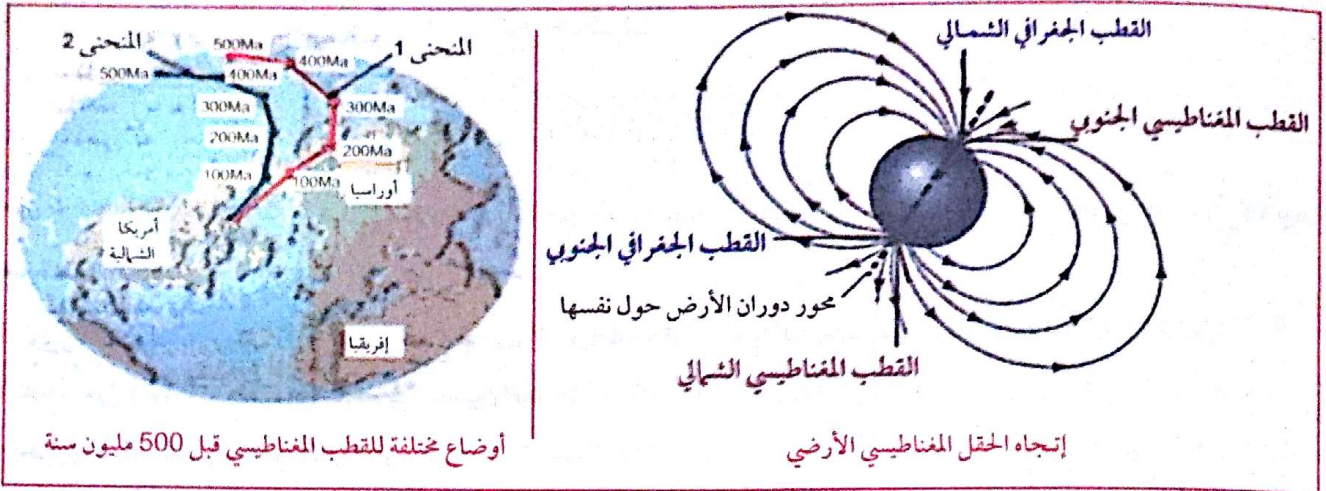 القطب الجغرافي الشمالي
القطب المغناطيسي الجنوبي
القطب الجغرافي الجنوبي
محور دوران الأرض حول نفسها
القطب المغناطيسي الشمالي
إتجاه الحقل المغناطيسي الأرضي
المنحنى 2
المنحنى 1
500Ma
400Ma
500Ma
400Ma
300Ma
300Ma
200Ma
200Ma
100Ma
100Ma
أوراسيا
أمريكا
الشمالية
إفريقيا
أوضاع مختلفة للقطب المغناطيسي قبل 500 مليون سنة